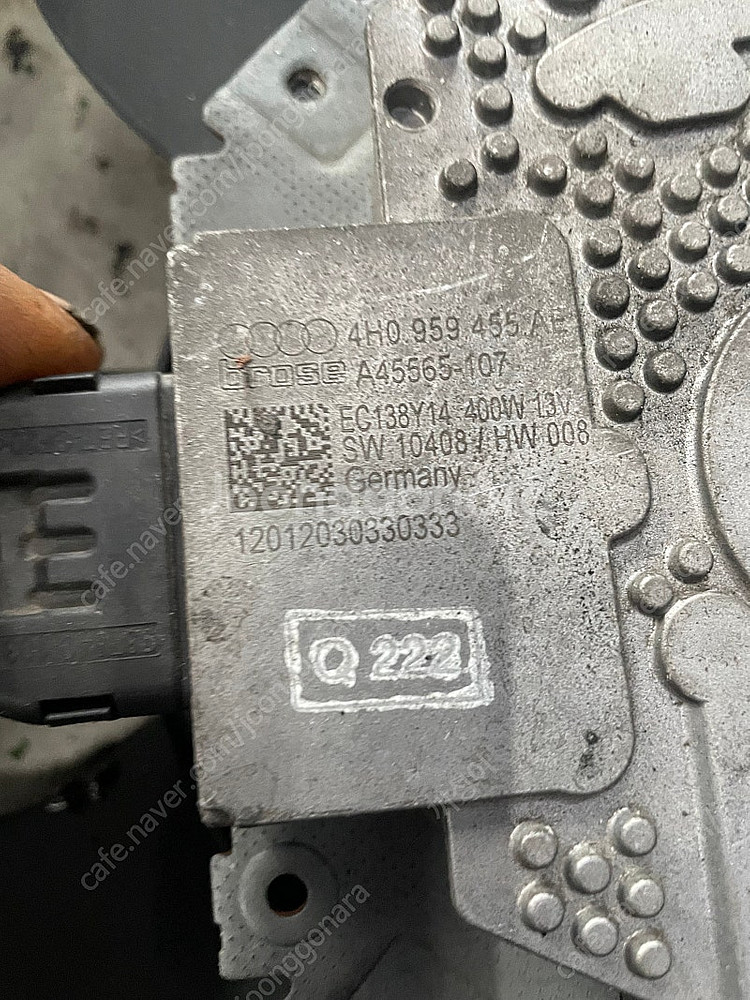 4H0 959 455 AE
brose A45565-107
EC138Y14 400W 13V
SW 10408 / HW 008
Germany
12012030330333
Q 222
cafe.naver.com/joonggonara